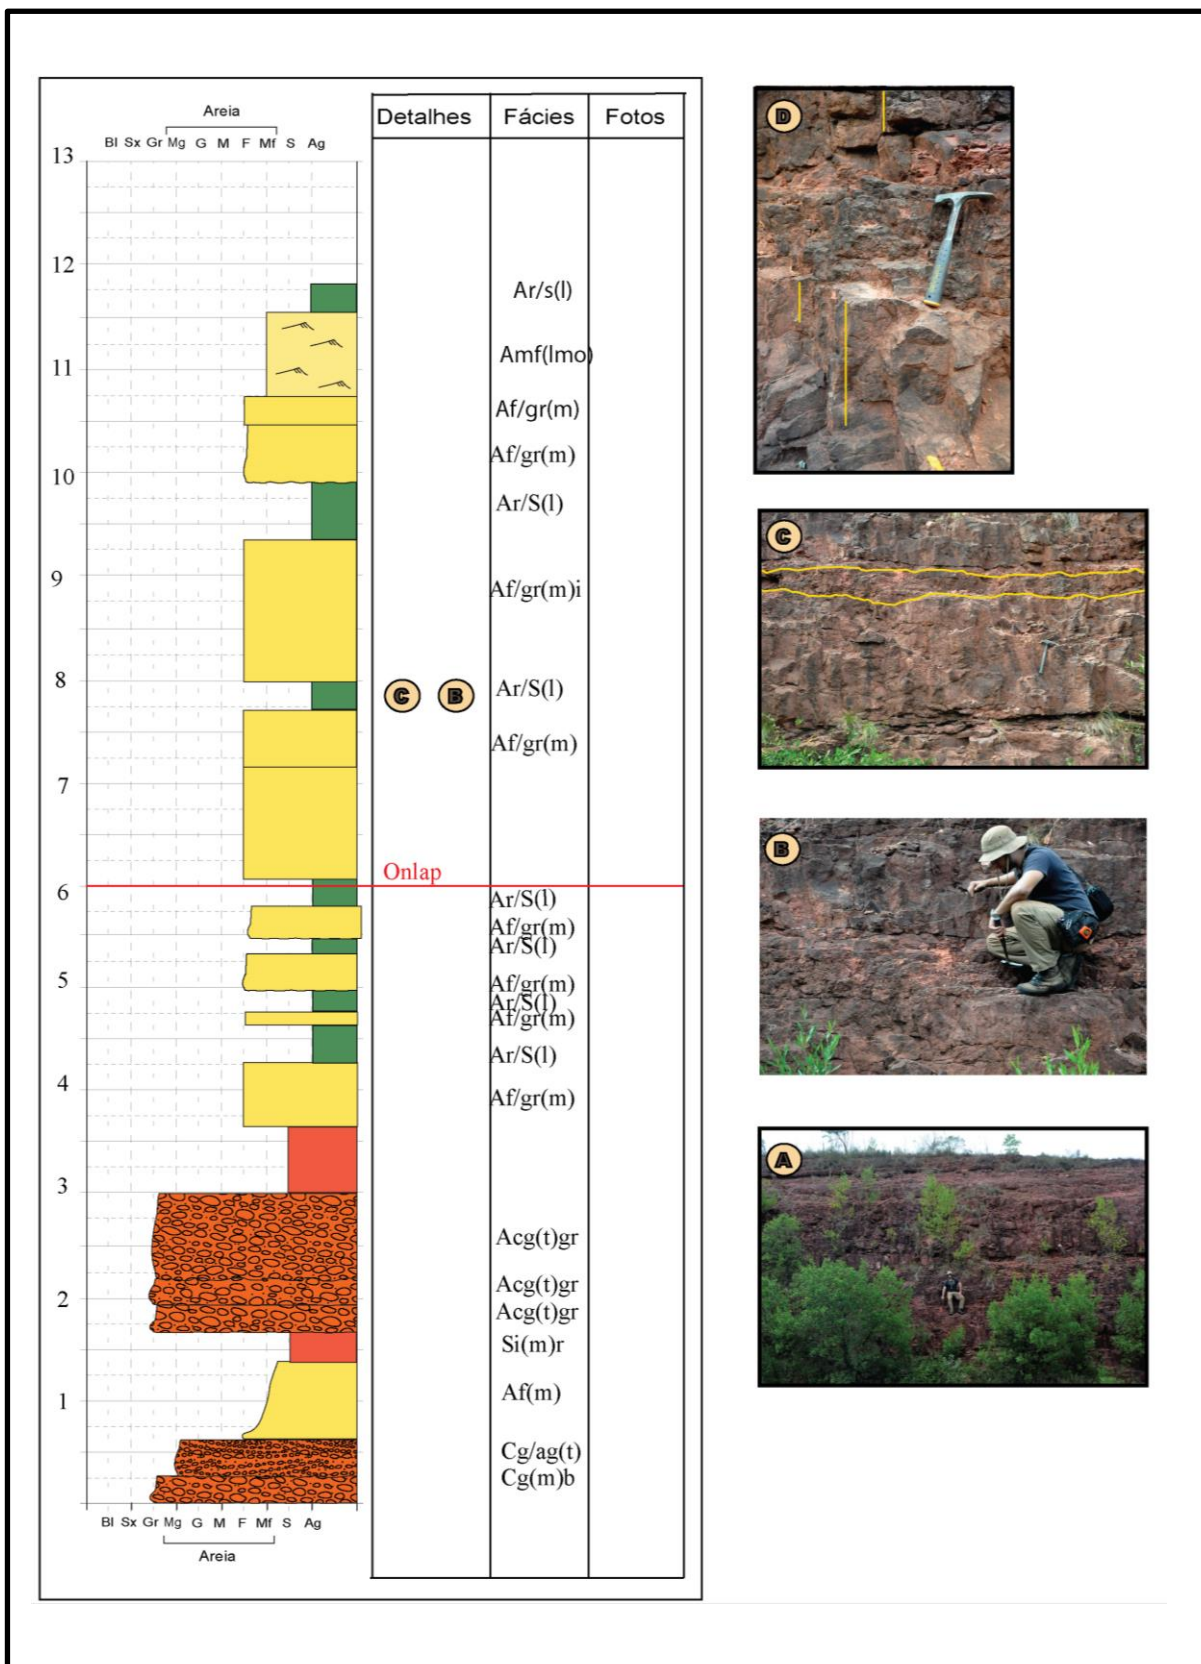 Areia
Bl Sx Gr Mg G M F Mf S Ag
Detalhes Fácies Fotos
13
12
Ar/s(l)
11
Amf(lmo)
Af/gr(m)
10
Af/gr(m)
Ar/S(l)
9
Af/gr(m)i
8
C B Ar/S(l)
Af/gr(m)
7
Onlap
6
Ar/S(l)
Af/gr(m)
Ar/S(l)
5
Af/gr(m)
Ar/S(l)
Af/gr(m)
Ar/S(l)
4
Af/gr(m)
3
Acg(t)gr
2
Acg(t)gr
Acg(t)gr
Si(m)r
1
Af(m)
Cg/ag(t)
Cg(m)b
Bl Sx Gr Mg G M F Mf S Ag
Areia
D
C
B
A